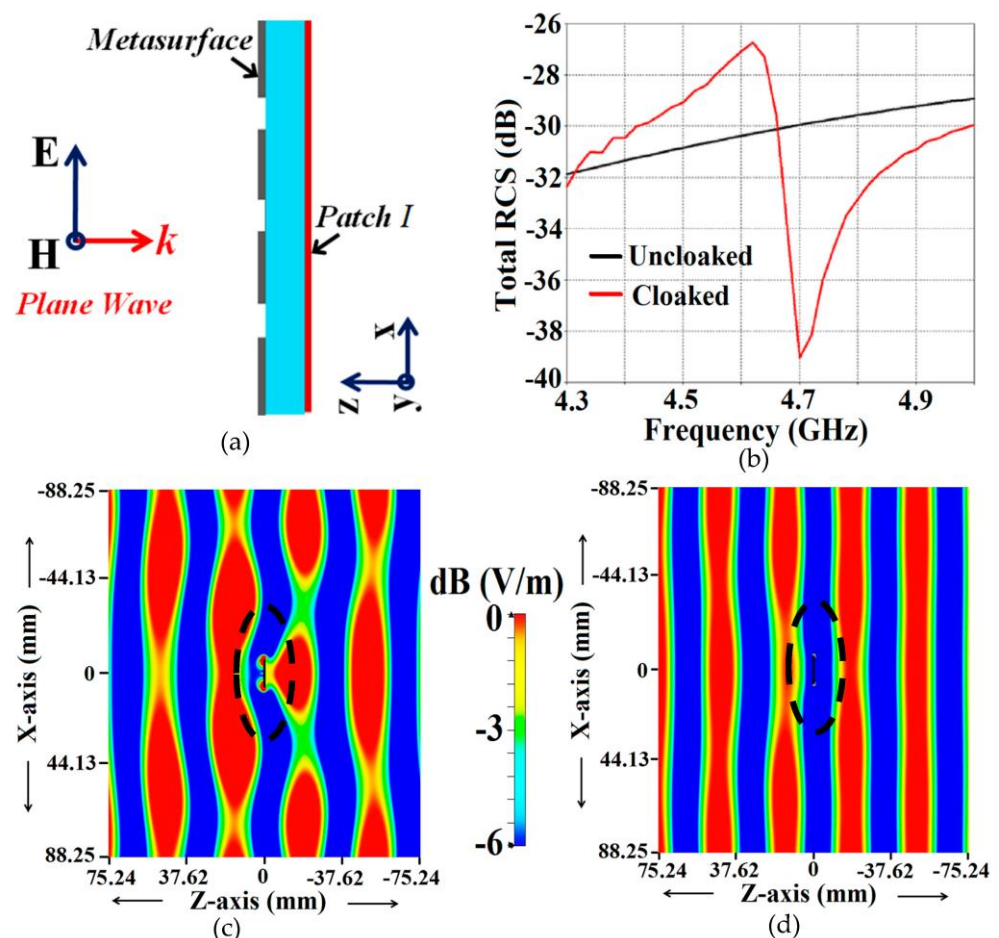 Metasurface
E
H
k
Plane Wave
Patch I
x
z
y
(a)
-26
-28
-30
-32
-34
-36
-38
-40
Total RCS (dB)
Uncloaked
Cloaked
4.3
4.5
4.7
4.9
Frequency (GHz)
(b)
-88.25
-44.13
0
44.13
88.25
X-axis (mm)
75.24
37.62
0
-37.62
-75.24
Z-axis (mm)
(c)
dB (V/m)
0
-3
-6
-88.25
-44.13
0
44.13
88.25
X-axis (mm)
75.24
37.62
0
-37.62
-75.24
Z-axis (mm)
(d)